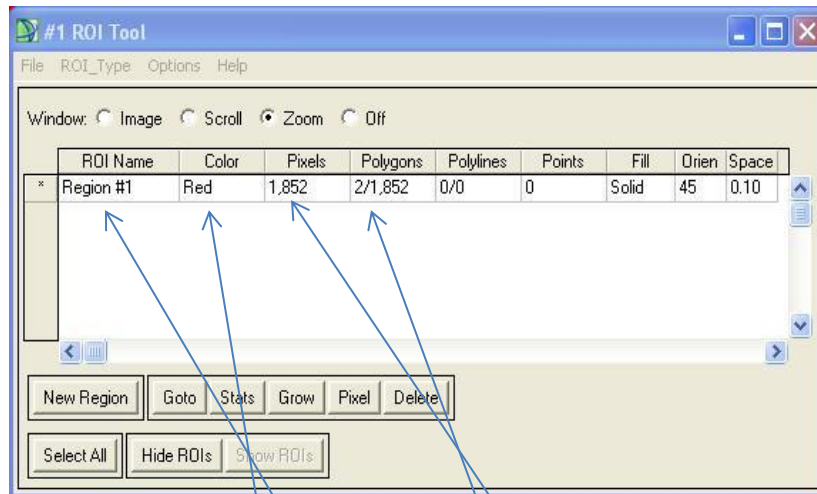 #1 ROI Tool
File ROI_Type Options Help
Window: Image Scroll Zoom Off
ROI Name Color Pixels Polygons Polylines Points Fill Orien Space
* Region #1 Red 1,852 2/1,852 0/0 0 Solid 45 0.10
New Region Goto Stats Grow Pixel Delete
Select All Hide ROIs Show ROIs